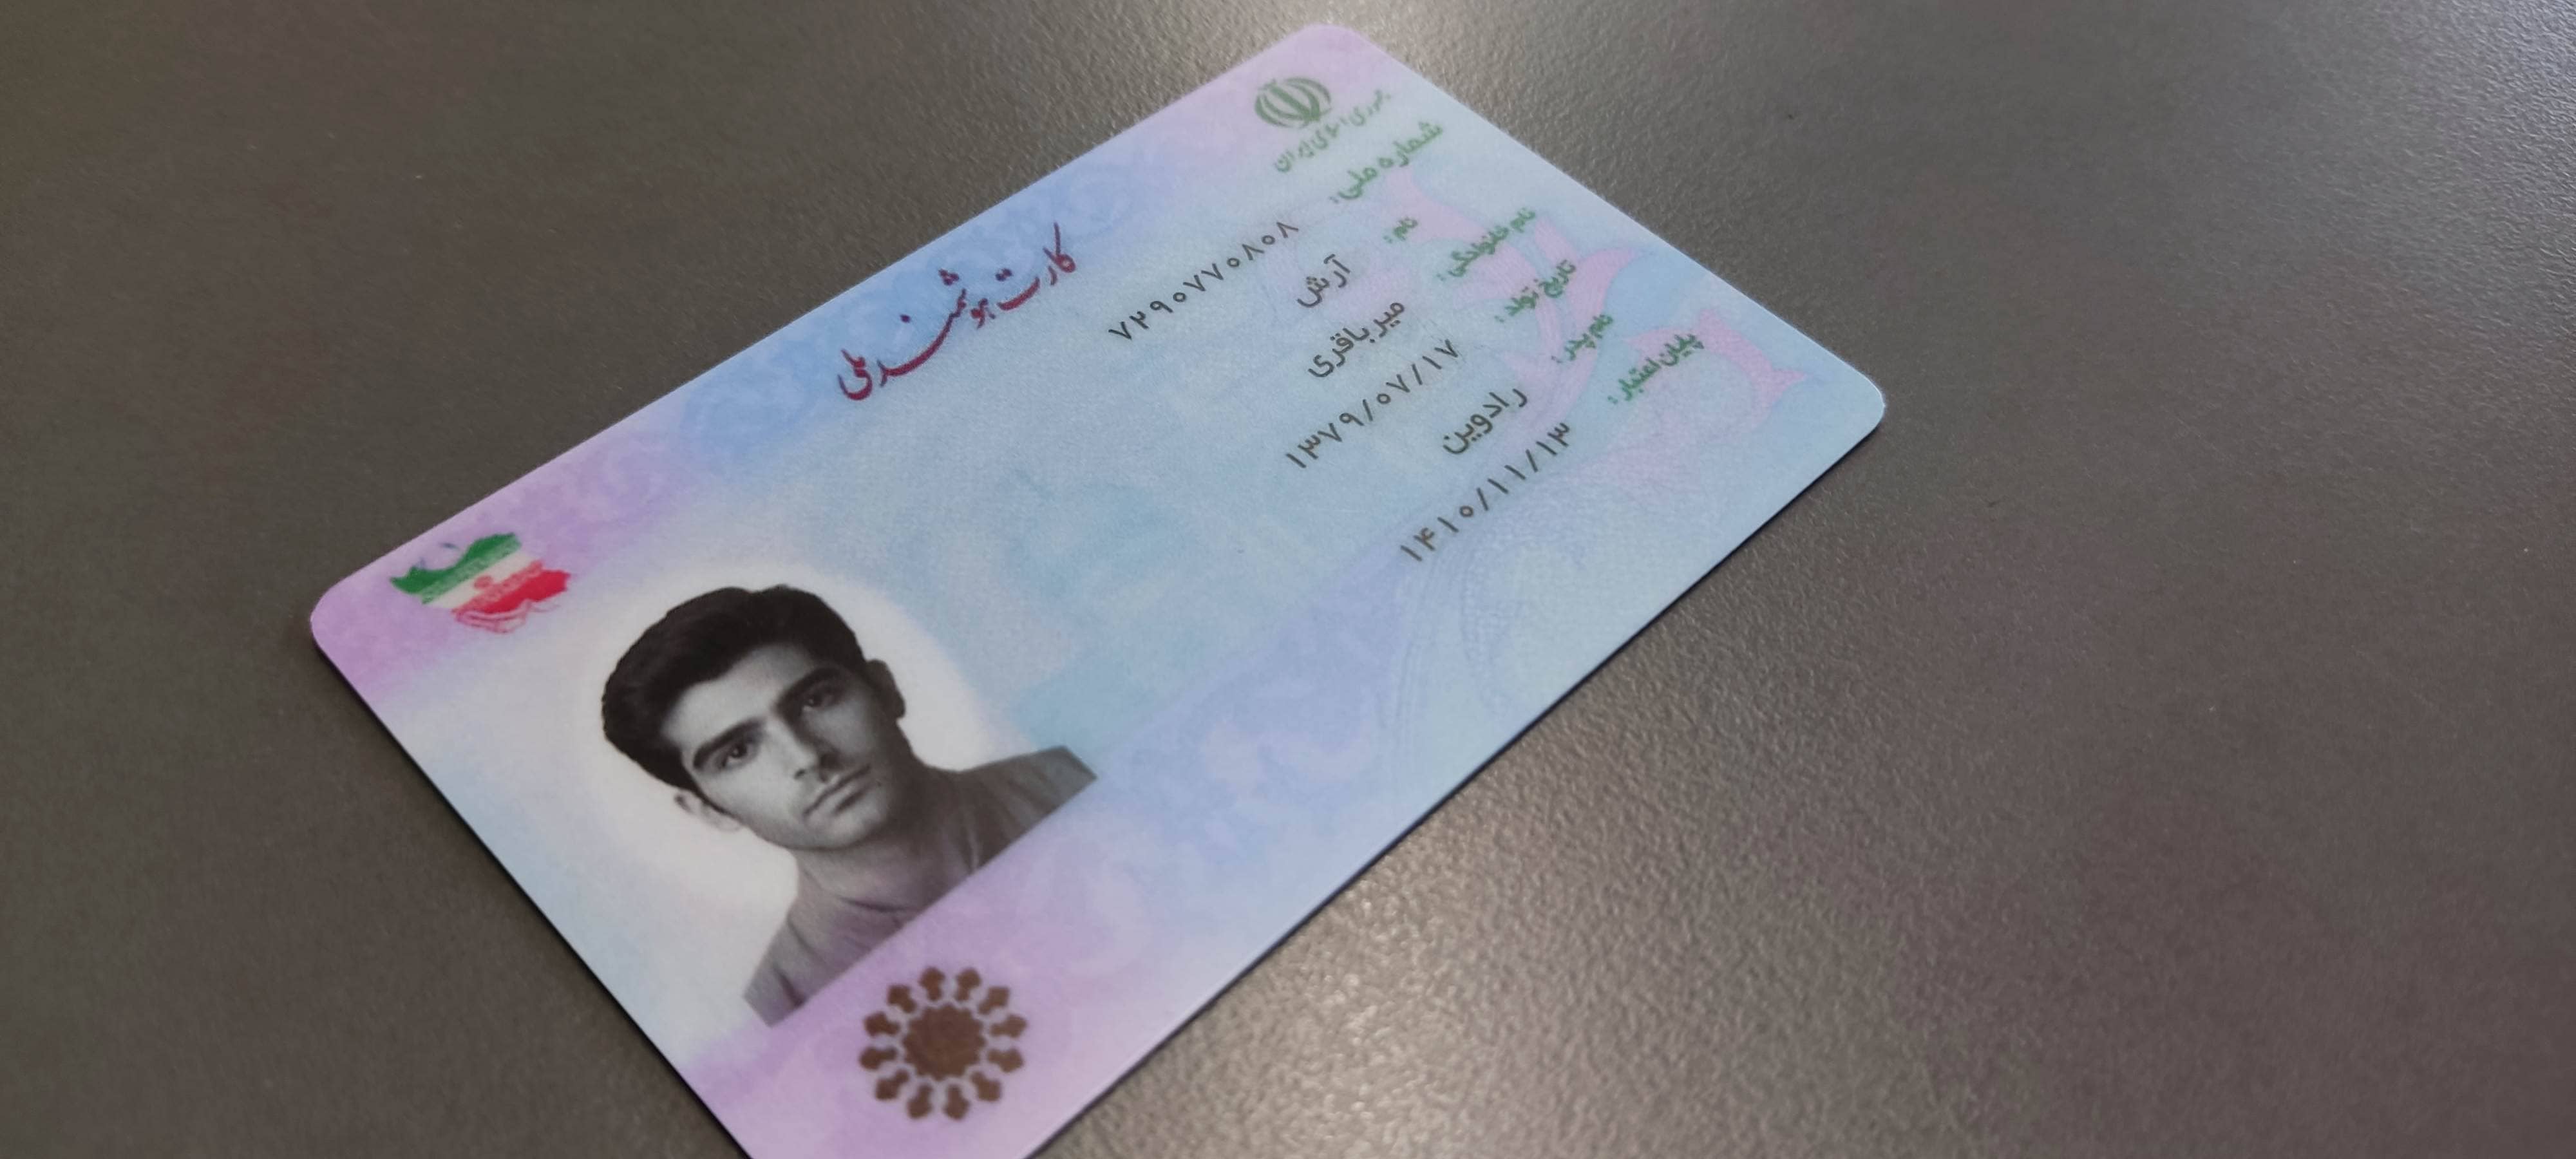 جمهوری اسلامی ایران
کارت هوشمند ملی
شماره ملی: ۷۲۹۰۷۷۰۸۰۸
نام: آرش
نام خانوادگی: میرباقری
تاریخ تولد: ۱۳۷۹/۰۷/۱۷
نام پدر: رادوین
پایان اعتبار: ۱۴۱۰/۱۱/۱۳